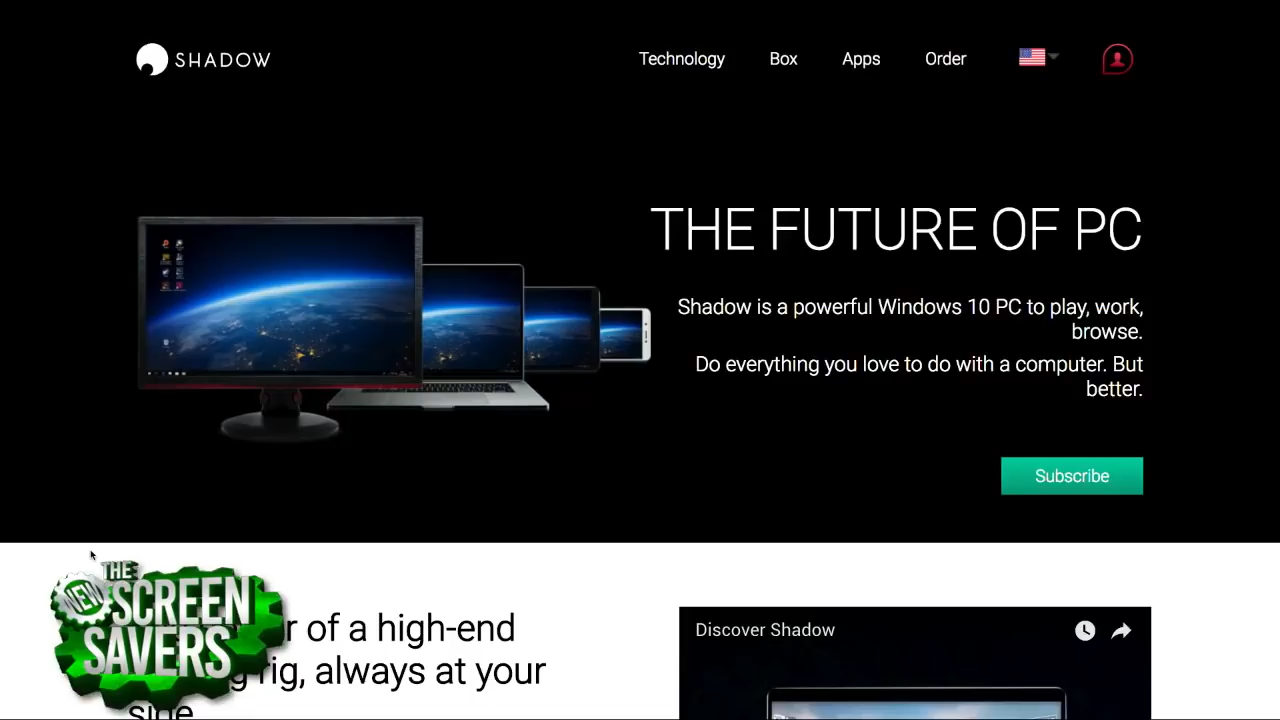 SHADOW
Technology
Box
Apps
Order
THE FUTURE OF PC
Shadow is a powerful Windows 10 PC to play, work,
browse.
Do everything you love to do with a computer. But
better.
Subscribe
THE
NEW
SCREEN
SAVERS
of a high-end
rig, always at your
side
Discover Shadow